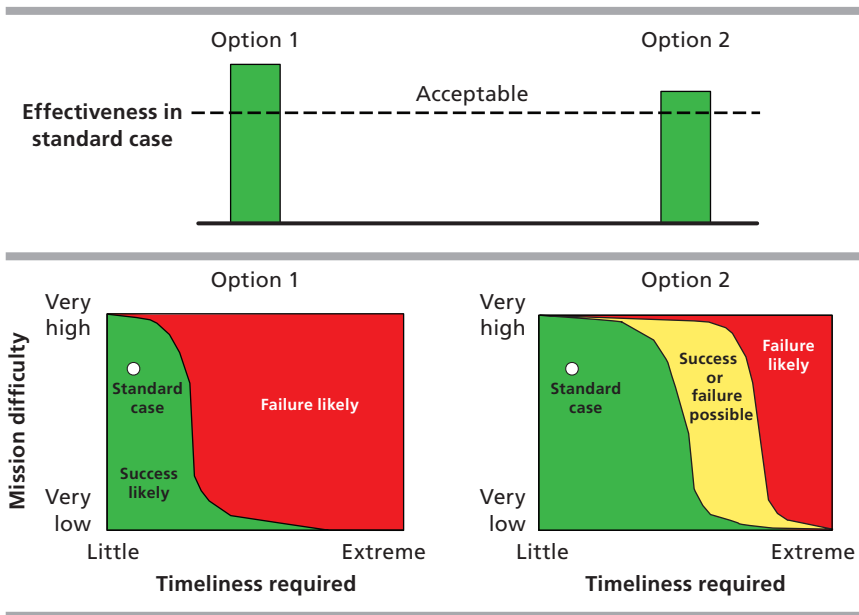 Option 1
Option 2
Acceptable
Effectiveness in
standard case
Option 1
Option 2
Mission difficulty
Very
high
Standard
case
Failure likely
Success
likely
Very
low
Little
Extreme
Timeliness required
Very
high
Standard
case
Success
or
failure
possible
Failure
likely
Very
low
Little
Extreme
Timeliness required